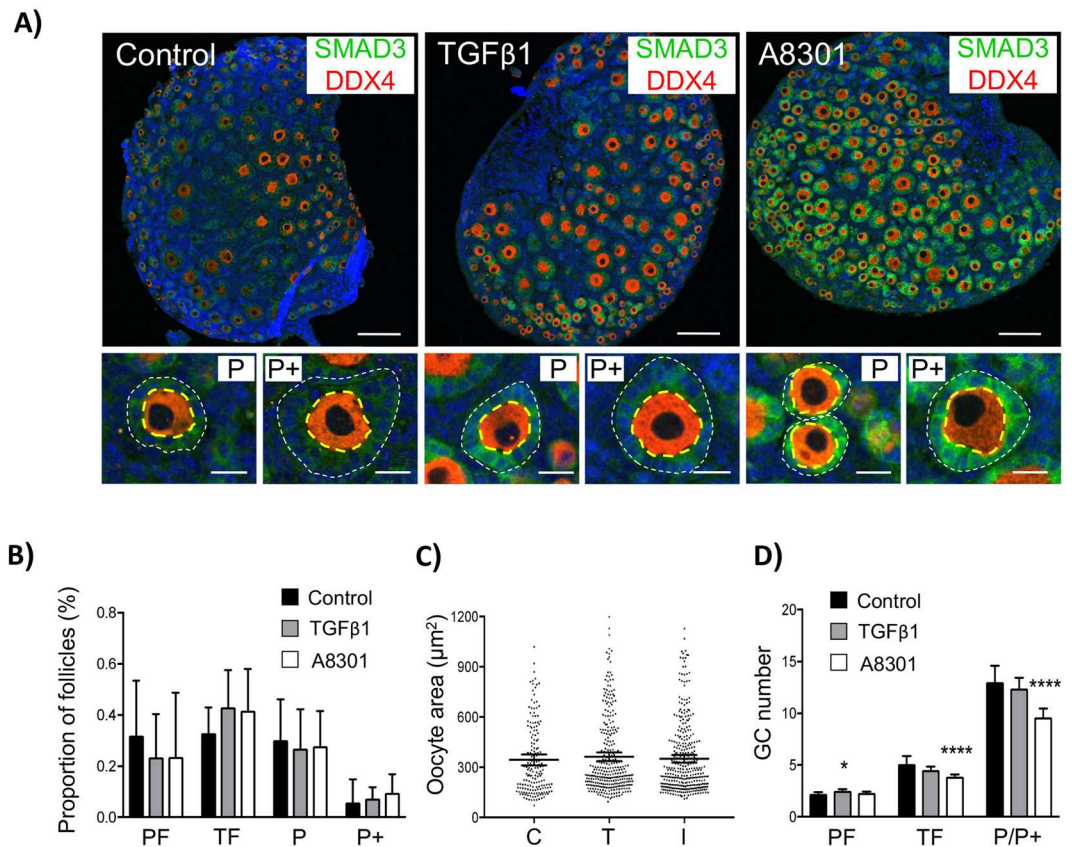 A)
Control
SMAD3
DDX4
TGFβ1
SMAD3
DDX4
A8301
SMAD3
DDX4
P
P+
P
P+
P
P+
B)
Proportion of follicles (%)
0.8
0.6
0.4
0.2
0.0
Control
TGFβ1
A8301
PF
TF
P
P+
C)
Oocyte area (μm²)
1200
900
600
300
0
C
T
I
D)
GC number
20
15
10
5
0
Control
TGFβ1
A8301
*
****
****
PF
TF
P/P+